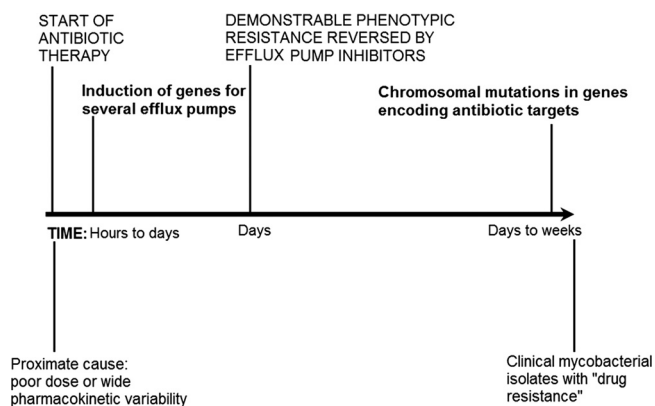 START OF
ANTIBIOTIC
THERAPY
DEMONSTRABLE PHENOTYPIC
RESISTANCE REVERSED BY
EFFLUX PUMP INHIBITORS
Induction of genes for
several efflux pumps
Chromosomal mutations in genes
encoding antibiotic targets
TIME: Hours to days
Days
Days to weeks
Proximate cause:
poor dose or wide
pharmacokinetic variability
Clinical mycobacterial
isolates with "drug
resistance"